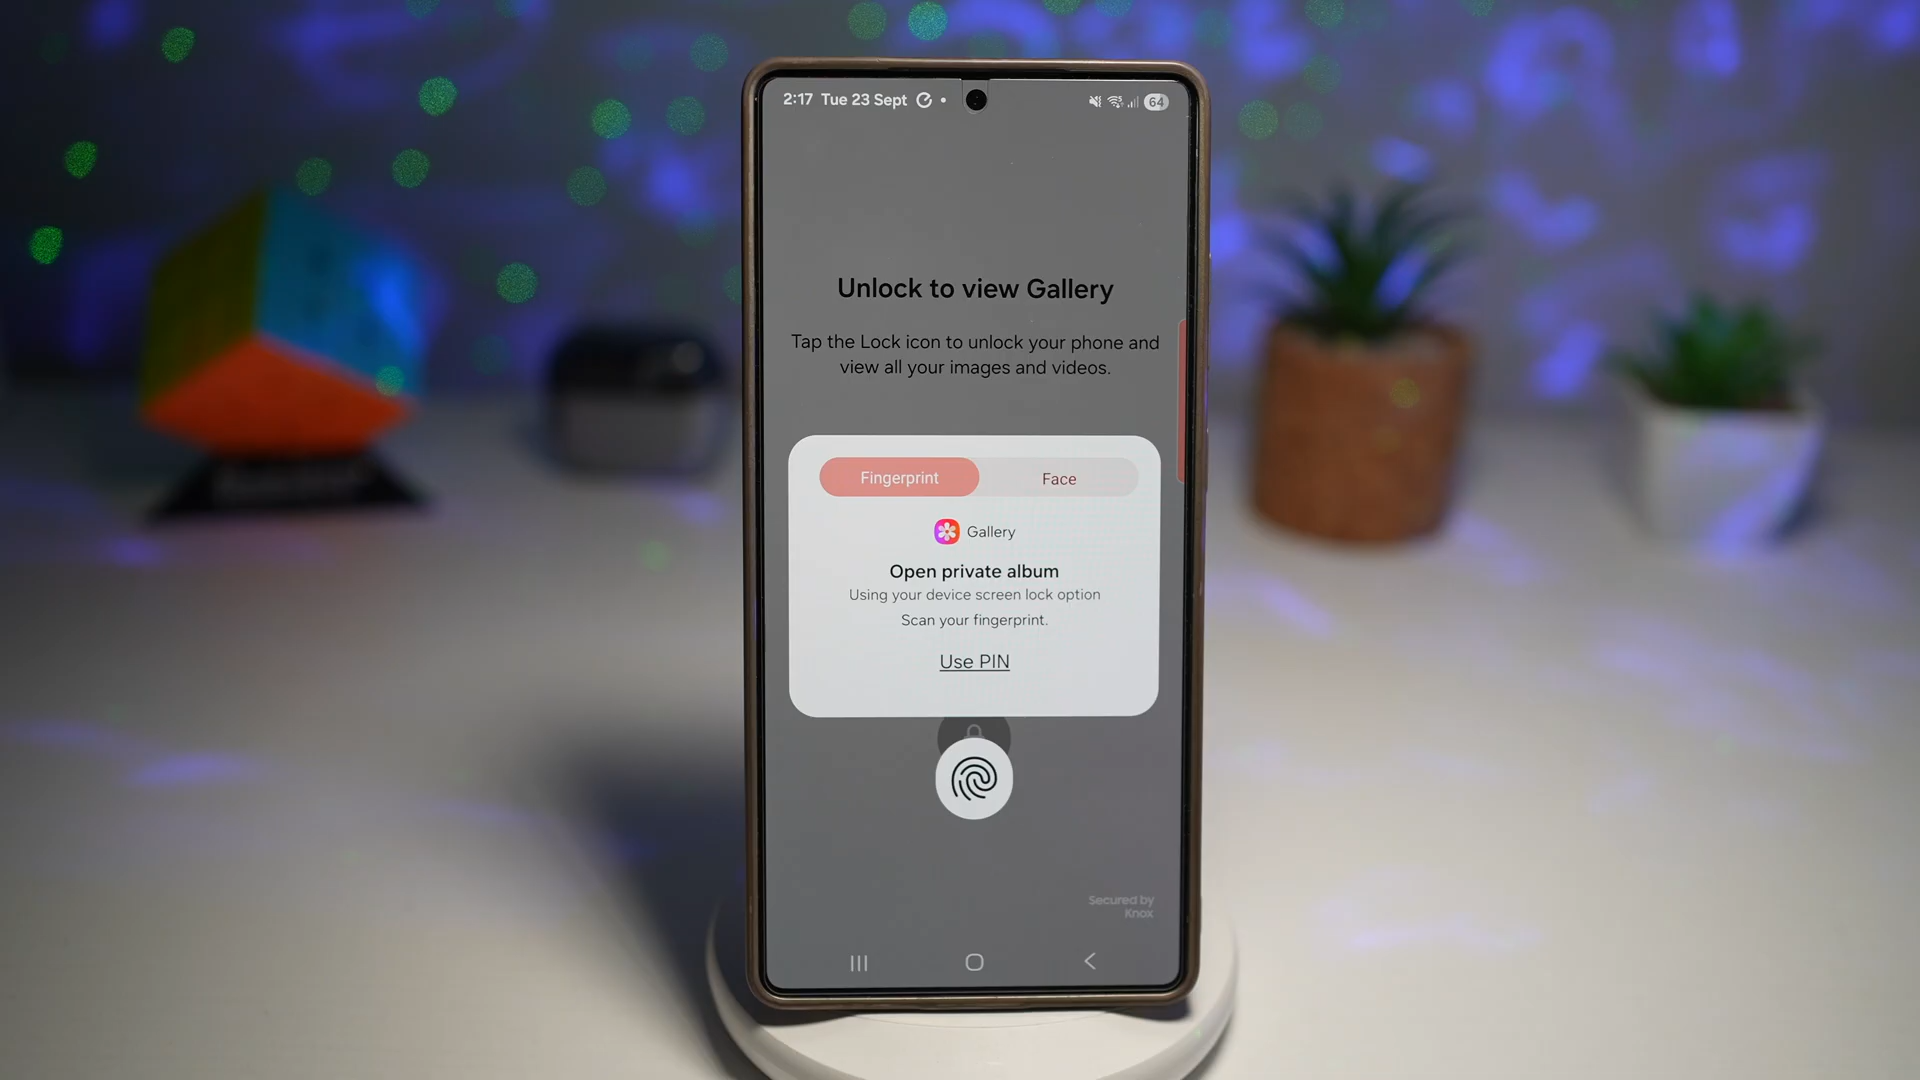 2:17 Tue 23 Sept
64
Unlock to view Gallery
Tap the Lock icon to unlock your phone and
view all your images and videos.
Fingerprint Face
Gallery
Open private album
Using your device screen lock option
Scan your fingerprint.
Use PIN
Secured by
Knox